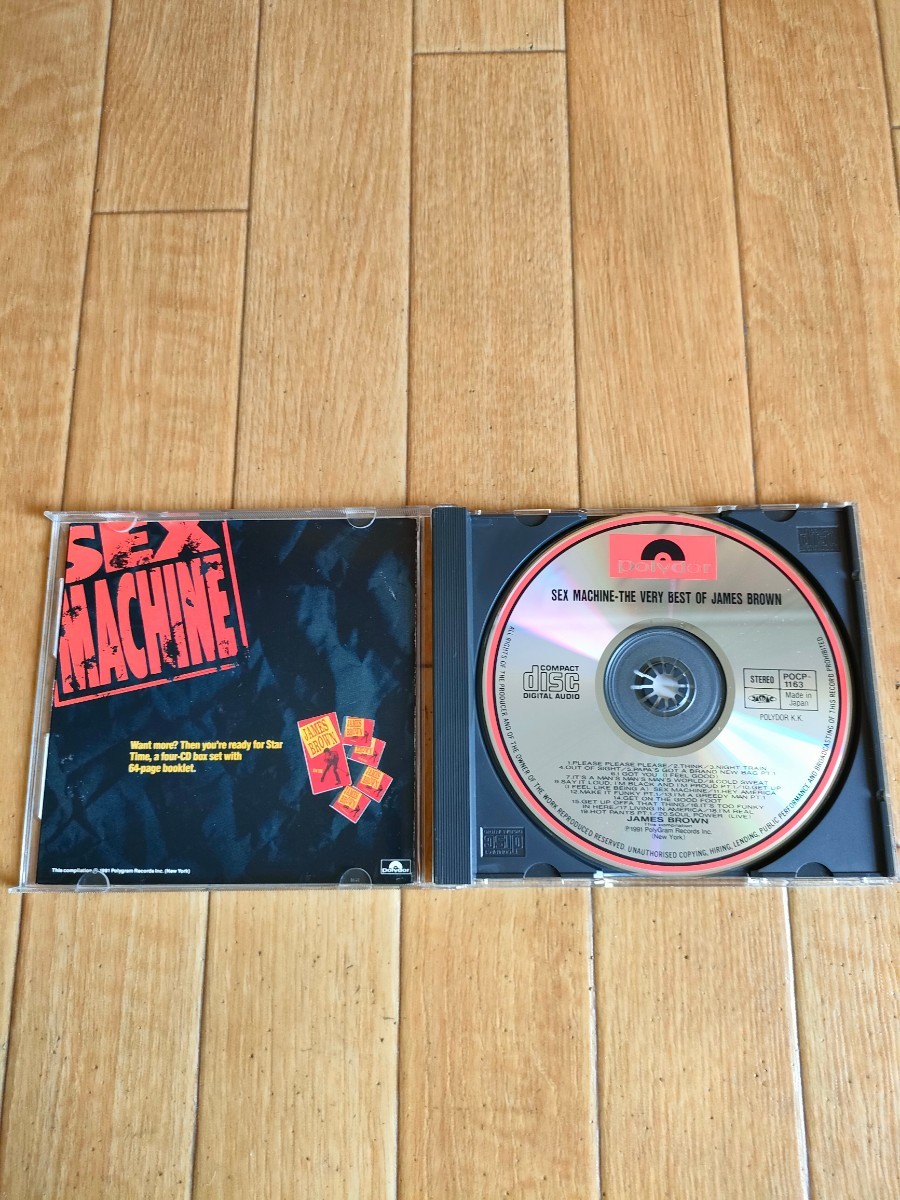 SEX
MACHINE
Want more? Then you're ready for Star
Time, a four-CD box set with
64-page booklet.
JAMES
BROWN
This compilation Ⓟ 1991 Polygram Records Inc. (New York)
Polydor
Polydor
SEX MACHINE-THE VERY BEST OF JAMES BROWN
COMPACT
disc
DIGITAL AUDIO
STEREO
POCP-
1163
Made in
Japan
POLYDOR K.K.
1.PLEASE PLEASE PLEASE/2.THINK/3.NIGHT TRAIN
4.OUT OF SIGHT/5.PAPA'S GOT A BRAND NEW BAG PT.1
6.I GOT YOU (I FEEL GOOD)
7.IT'S A MAN'S MAN'S MAN'S WORLD/8.COLD SWEAT
9.SAY IT LOUD, I'M BLACK AND I'M PROUD PT.1/10.GET UP
(I FEEL LIKE BEING A) SEX MACHINE/11.HEY AMERICA
12.MAKE IT FUNKY PT.1/13.I'M A GREEDY MAN PT.1
14.GET ON THE GOOD FOOT
15.GET UP OFFA THAT THING/16.IT'S TOO FUNKY
IN HERE/17.LIVING IN AMERICA/18.I'M REAL
19.HOT PANTS PT.1/20.SOUL POWER (LIVE)
JAMES BROWN
This compilation
Ⓟ1991 PolyGram Records Inc.
(New York)
ALL RIGHTS OF THE PRODUCER AND OF THE OWNER OF THE WORK REPRODUCED RESERVED. UNAUTHORISED COPYING, HIRING, LENDING, PUBLIC PERFORMANCE AND BROADCASTING OF THIS RECORD PROHIBITED.